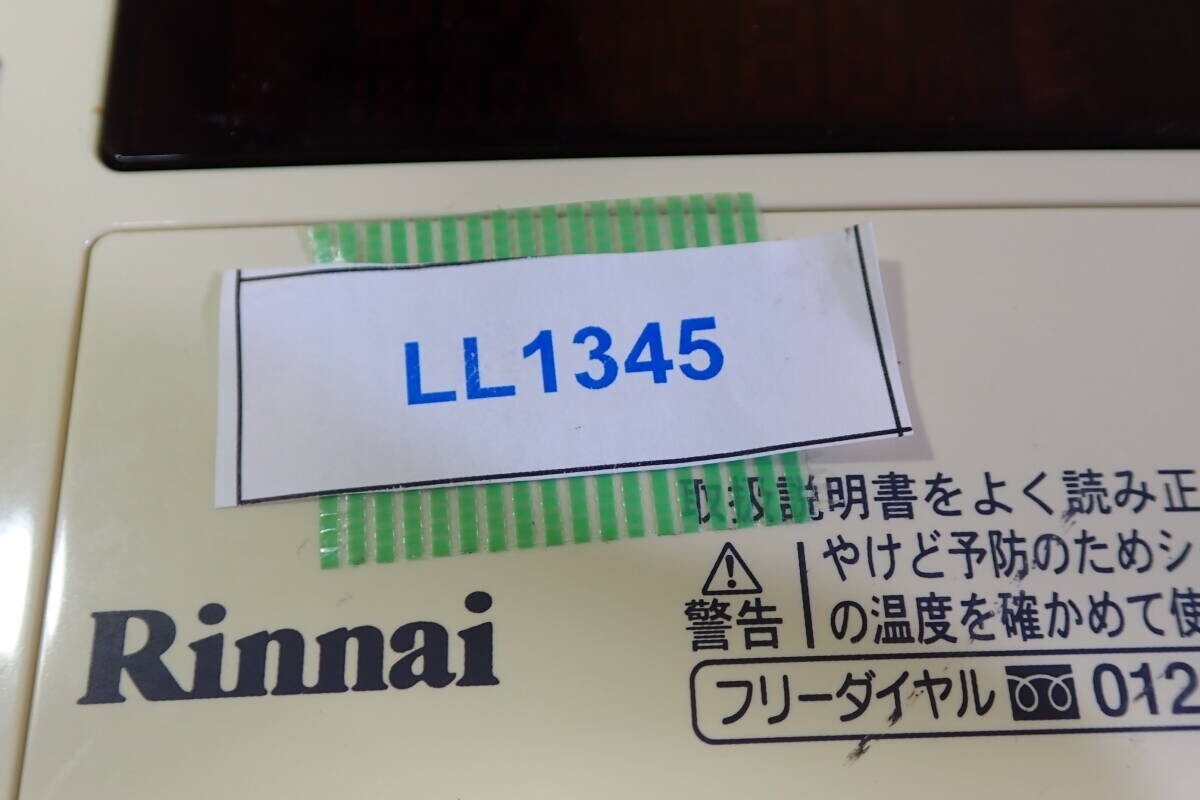 LL1345
取扱説明書をよく読み正
警告
やけど予防のためシ
の温度を確かめて使
Rinnai
フリーダイヤル 012